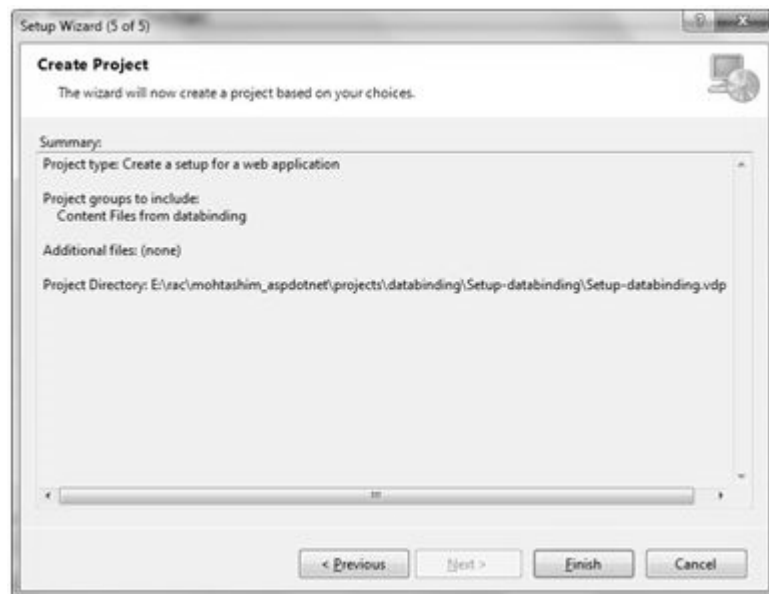 Setup Wizard (5 of 5)
Create Project
The wizard will now create a project based on your choices.
Summary:
Project type: Create a setup for a web application
Project groups to include:
Content Files from databinding
Additional files: (none)
Project Directory: E:\rac\mohtashim_aspdotnet\projects\databinding\Setup-databinding\Setup-databinding.vdp
< Previous
Next >
Finish
Cancel